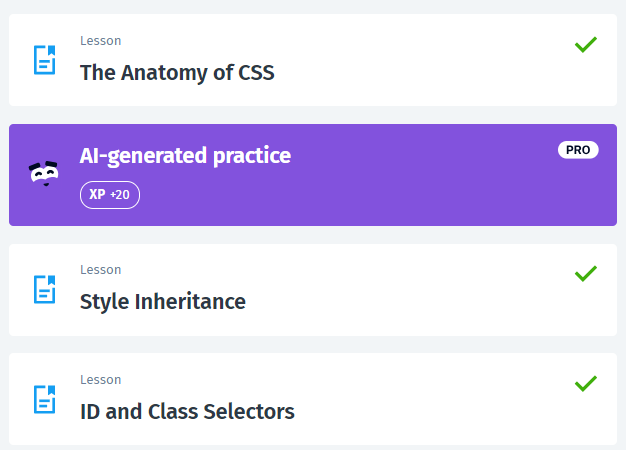 Lesson
The Anatomy of CSS
AI-generated practice
PRO
XP +20
Lesson
Style Inheritance
Lesson
ID and Class Selectors